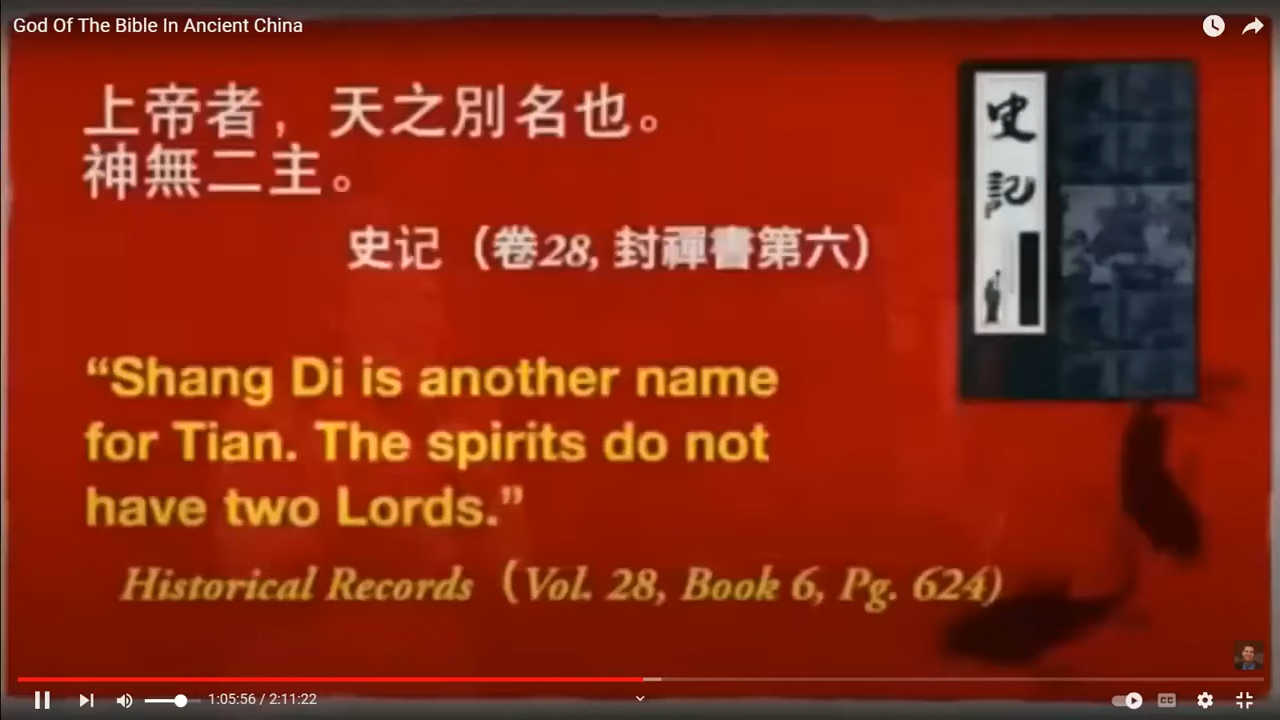 God Of The Bible In Ancient China
上帝者，天之別名也。
神無二主。
史记（卷28, 封禪書第六）
史记
“Shang Di is another name
for Tian. The spirits do not
have two Lords.”
Historical Records（Vol. 28, Book 6, Pg. 624)
1:05:56 / 2:11:22
CC